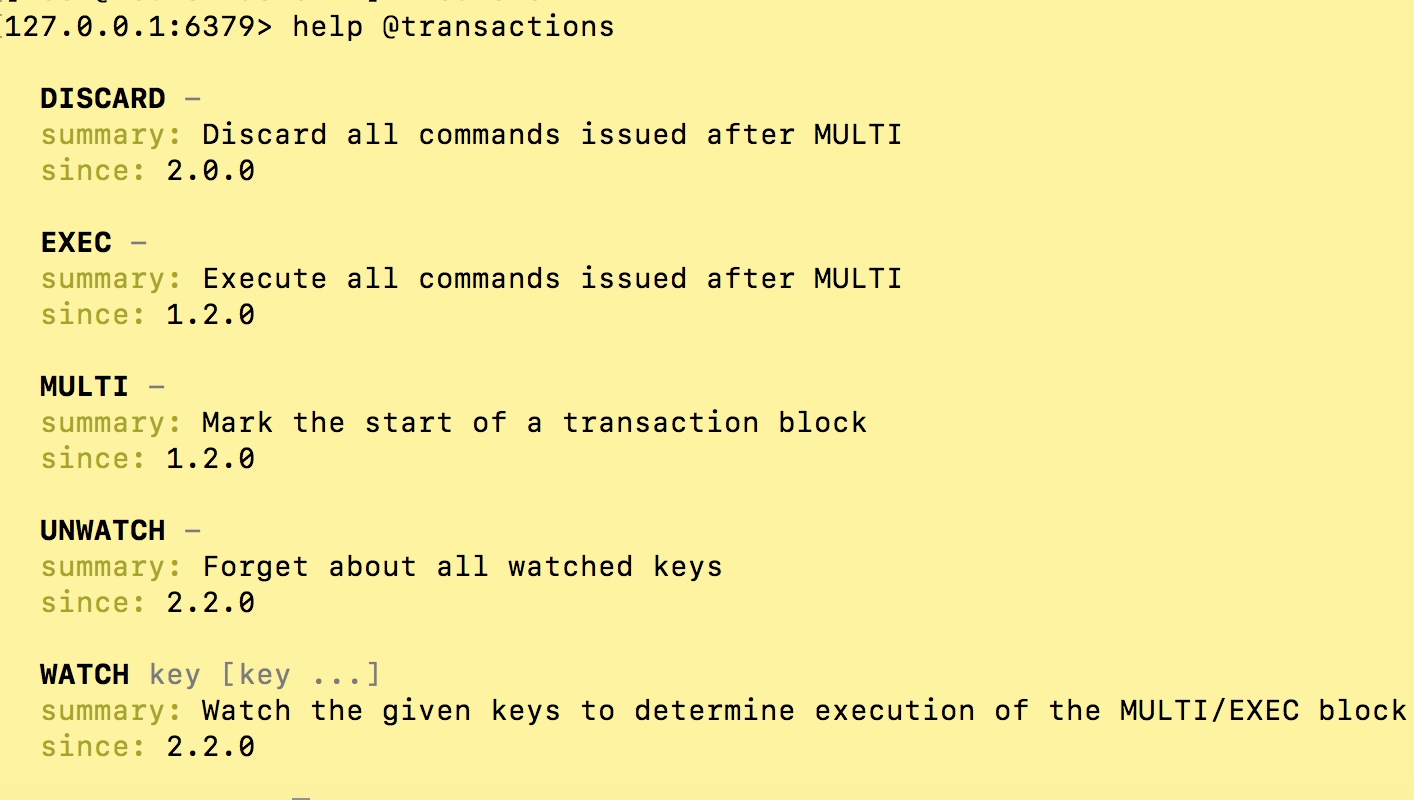 127.0.0.1:6379> help @transactions
DISCARD –
summary: Discard all commands issued after MULTI
since: 2.0.0
EXEC –
summary: Execute all commands issued after MULTI
since: 1.2.0
MULTI –
summary: Mark the start of a transaction block
since: 1.2.0
UNWATCH –
summary: Forget about all watched keys
since: 2.2.0
WATCH key [key ...]
summary: Watch the given keys to determine execution of the MULTI/EXEC block
since: 2.2.0